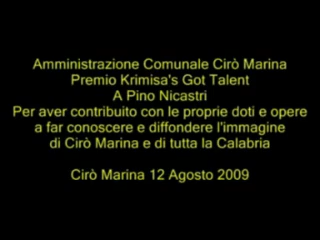 Amministrazione Comunale Cirò Marina
Premio Krimisa's Got Talent
A Pino Nicastri
Per aver contribuito con le proprie doti e opere
a far conoscere e diffondere l'immagine
di Cirò Marina e di tutta la Calabria
Cirò Marina 12 Agosto 2009